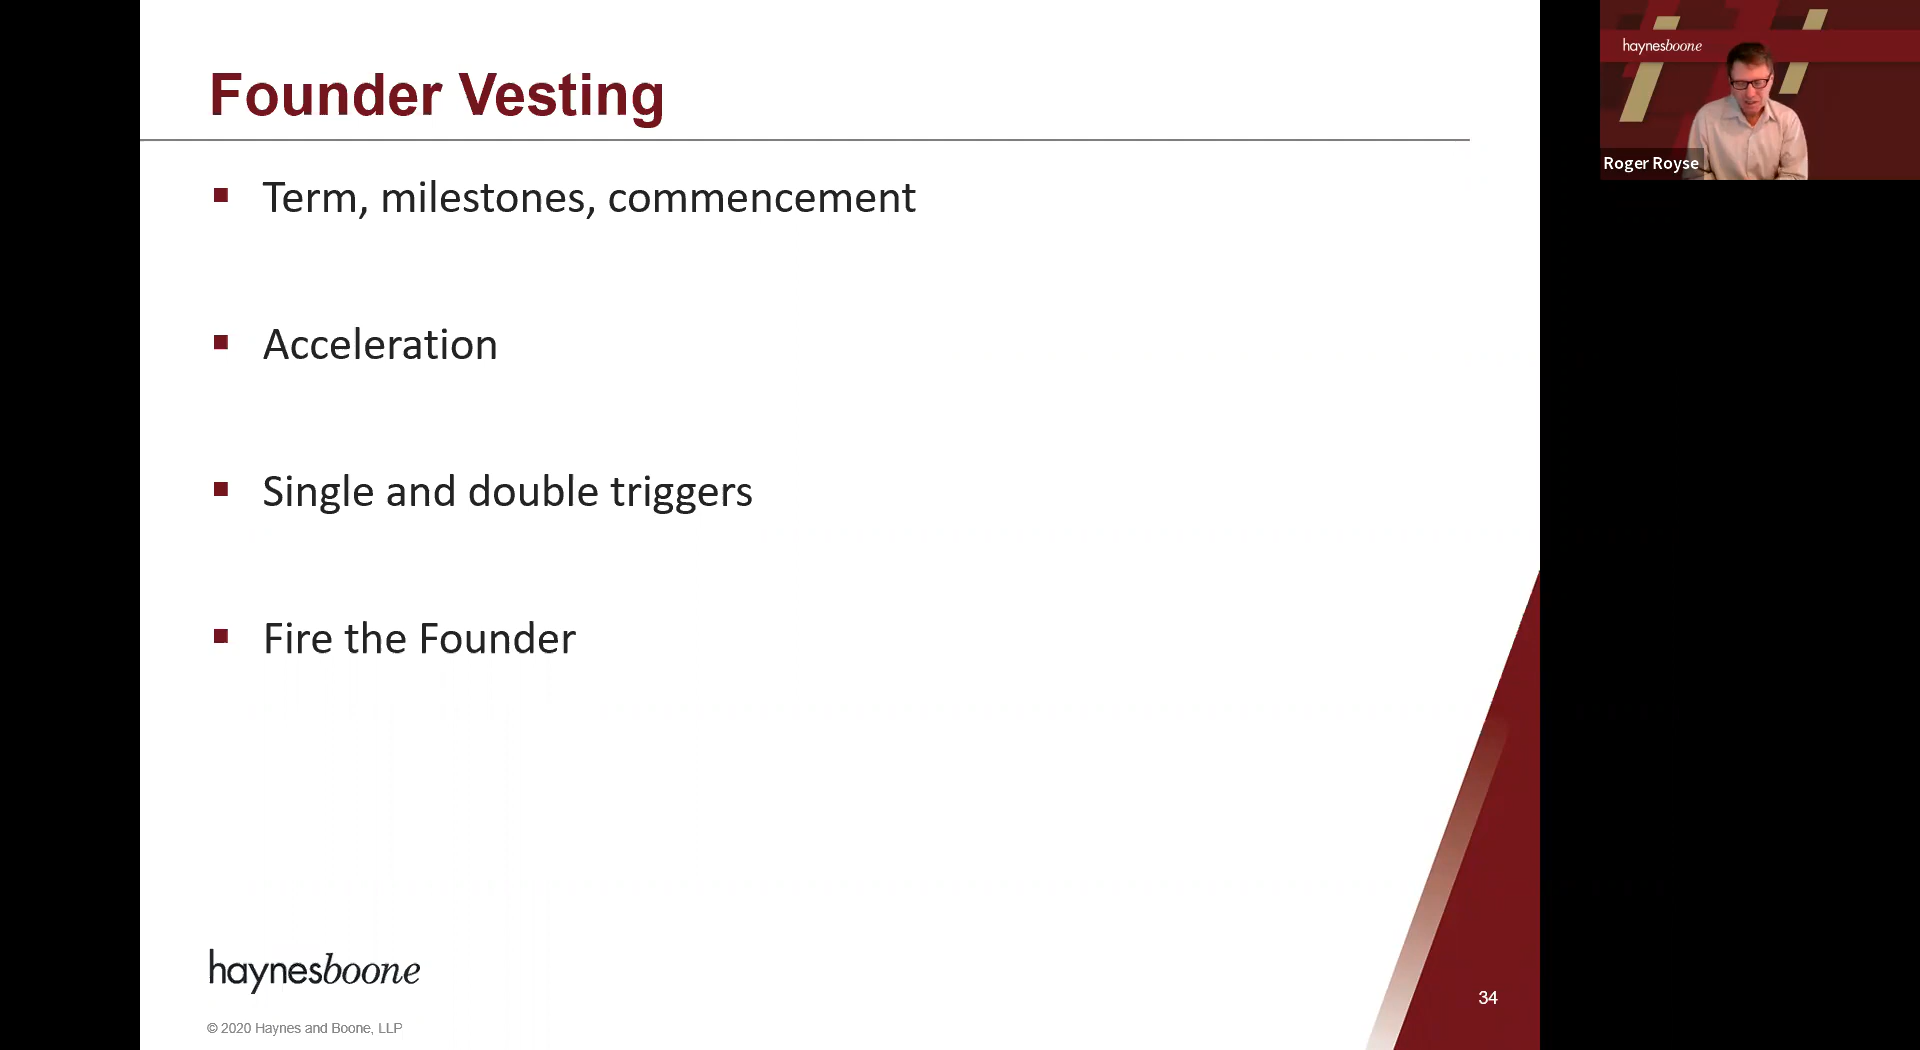 Founder Vesting
Term, milestones, commencement
Acceleration
Single and double triggers
Fire the Founder
haynesboone
© 2020 Haynes and Boone, LLP
34
haynesboone
Roger Royse